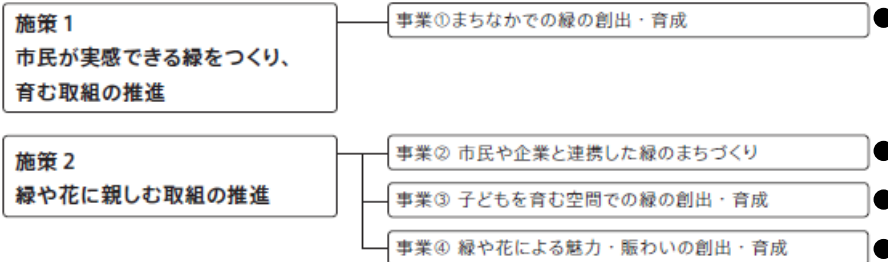 施策 1
市民が実感できる緑をつくり、
育む取組の推進
事業①まちなかでの緑の創出・育成
施策 2
緑や花に親しむ取組の推進
事業② 市民や企業と連携した緑のまちづくり
事業③ 子どもを育む空間での緑の創出・育成
事業④ 緑や花による魅力・賑わいの創出・育成